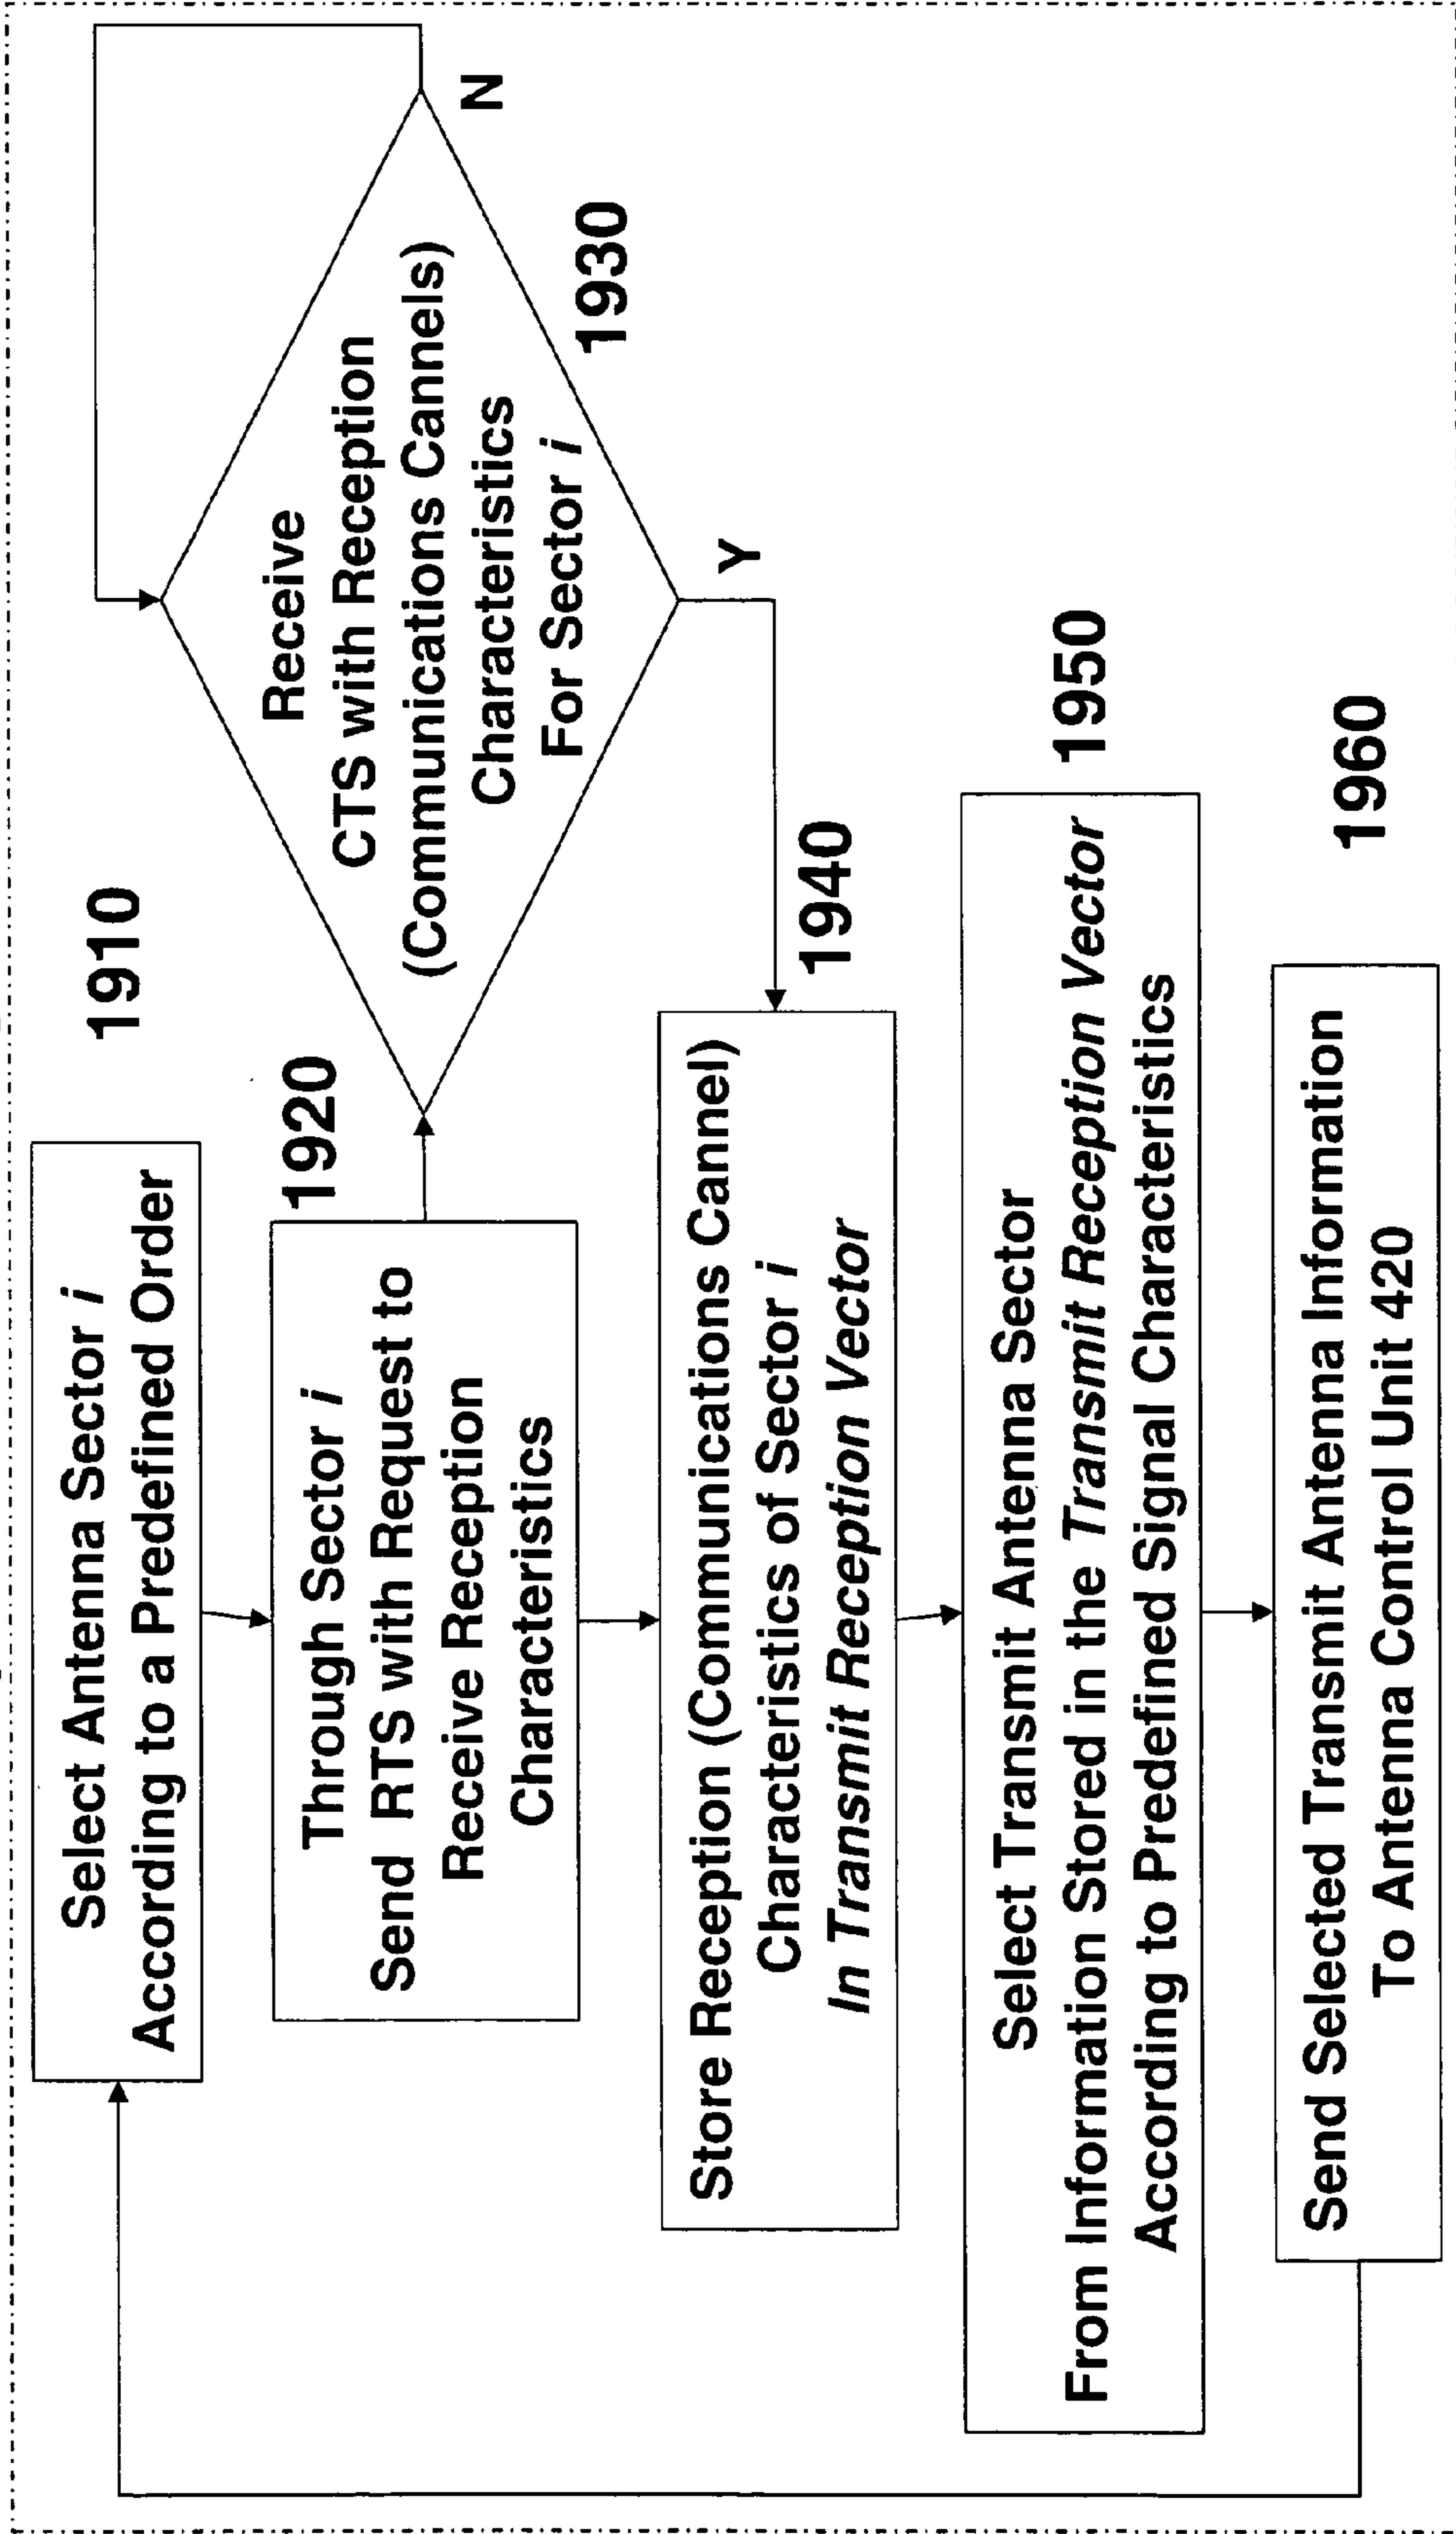 1910
Select Antenna Sector i
According to a Predefined Order
1920
Through Sector i
Send RTS with Request to
Receive Reception
Characteristics
Receive
CTS with Reception
(Communications Cannels)
Characteristics
For Sector i
1930
N
Y
1940
Store Reception (Communications Cannel)
Characteristics of Sector i
In Transmit Reception Vector
1950
Select Transmit Antenna Sector
From Information Stored in the Transmit Reception Vector
According to Predefined Signal Characteristics
1960
Send Selected Transmit Antenna Information
To Antenna Control Unit 420